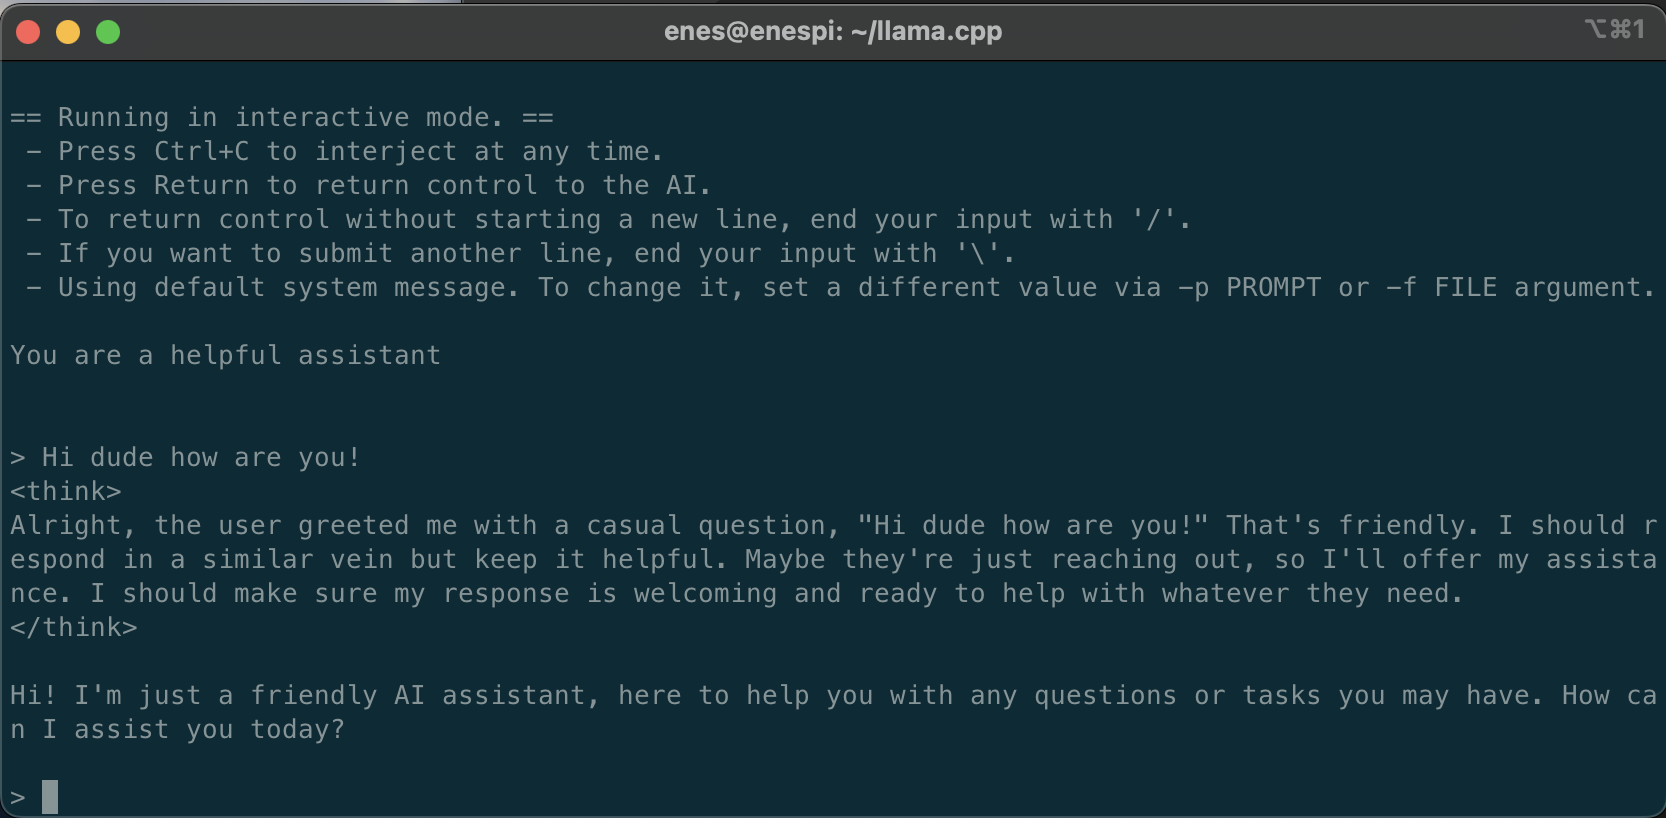 enes@enespi: ~/llama.cpp
⌥⌘1
== Running in interactive mode. ==
 - Press Ctrl+C to interject at any time.
 - Press Return to return control to the AI.
 - To return control without starting a new line, end your input with '/'.
 - If you want to submit another line, end your input with '\'.
 - Using default system message. To change it, set a different value via -p PROMPT or -f FILE argument.
You are a helpful assistant
> Hi dude how are you!
<think>
Alright, the user greeted me with a casual question, "Hi dude how are you!" That's friendly. I should r
espond in a similar vein but keep it helpful. Maybe they're just reaching out, so I'll offer my assista
nce. I should make sure my response is welcoming and ready to help with whatever they need.
</think>
Hi! I'm just a friendly AI assistant, here to help you with any questions or tasks you may have. How ca
n I assist you today?
>